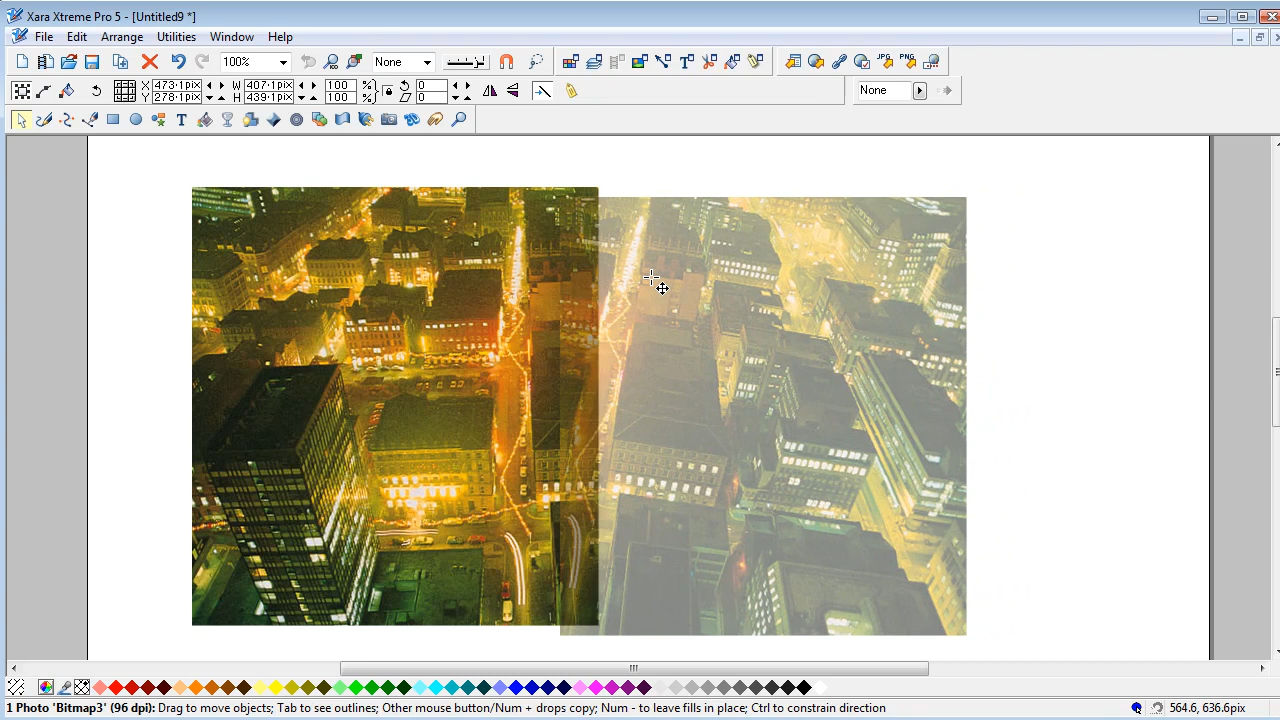 Xara Xtreme Pro 5 - [Untitled9 *]
File Edit Arrange Utilities Window Help
100% None JPG PNG
X 473·1pix W 407·1pix 100 % 0 None
Y 278·1pix H 439·1pix 100 % 0
1 Photo 'Bitmap3' (96 dpi): Drag to move objects; Tab to see outlines; Other mouse button/Num + drops copy; Num - to leave fills in place; Ctrl to constrain direction 564.6, 636.6pix